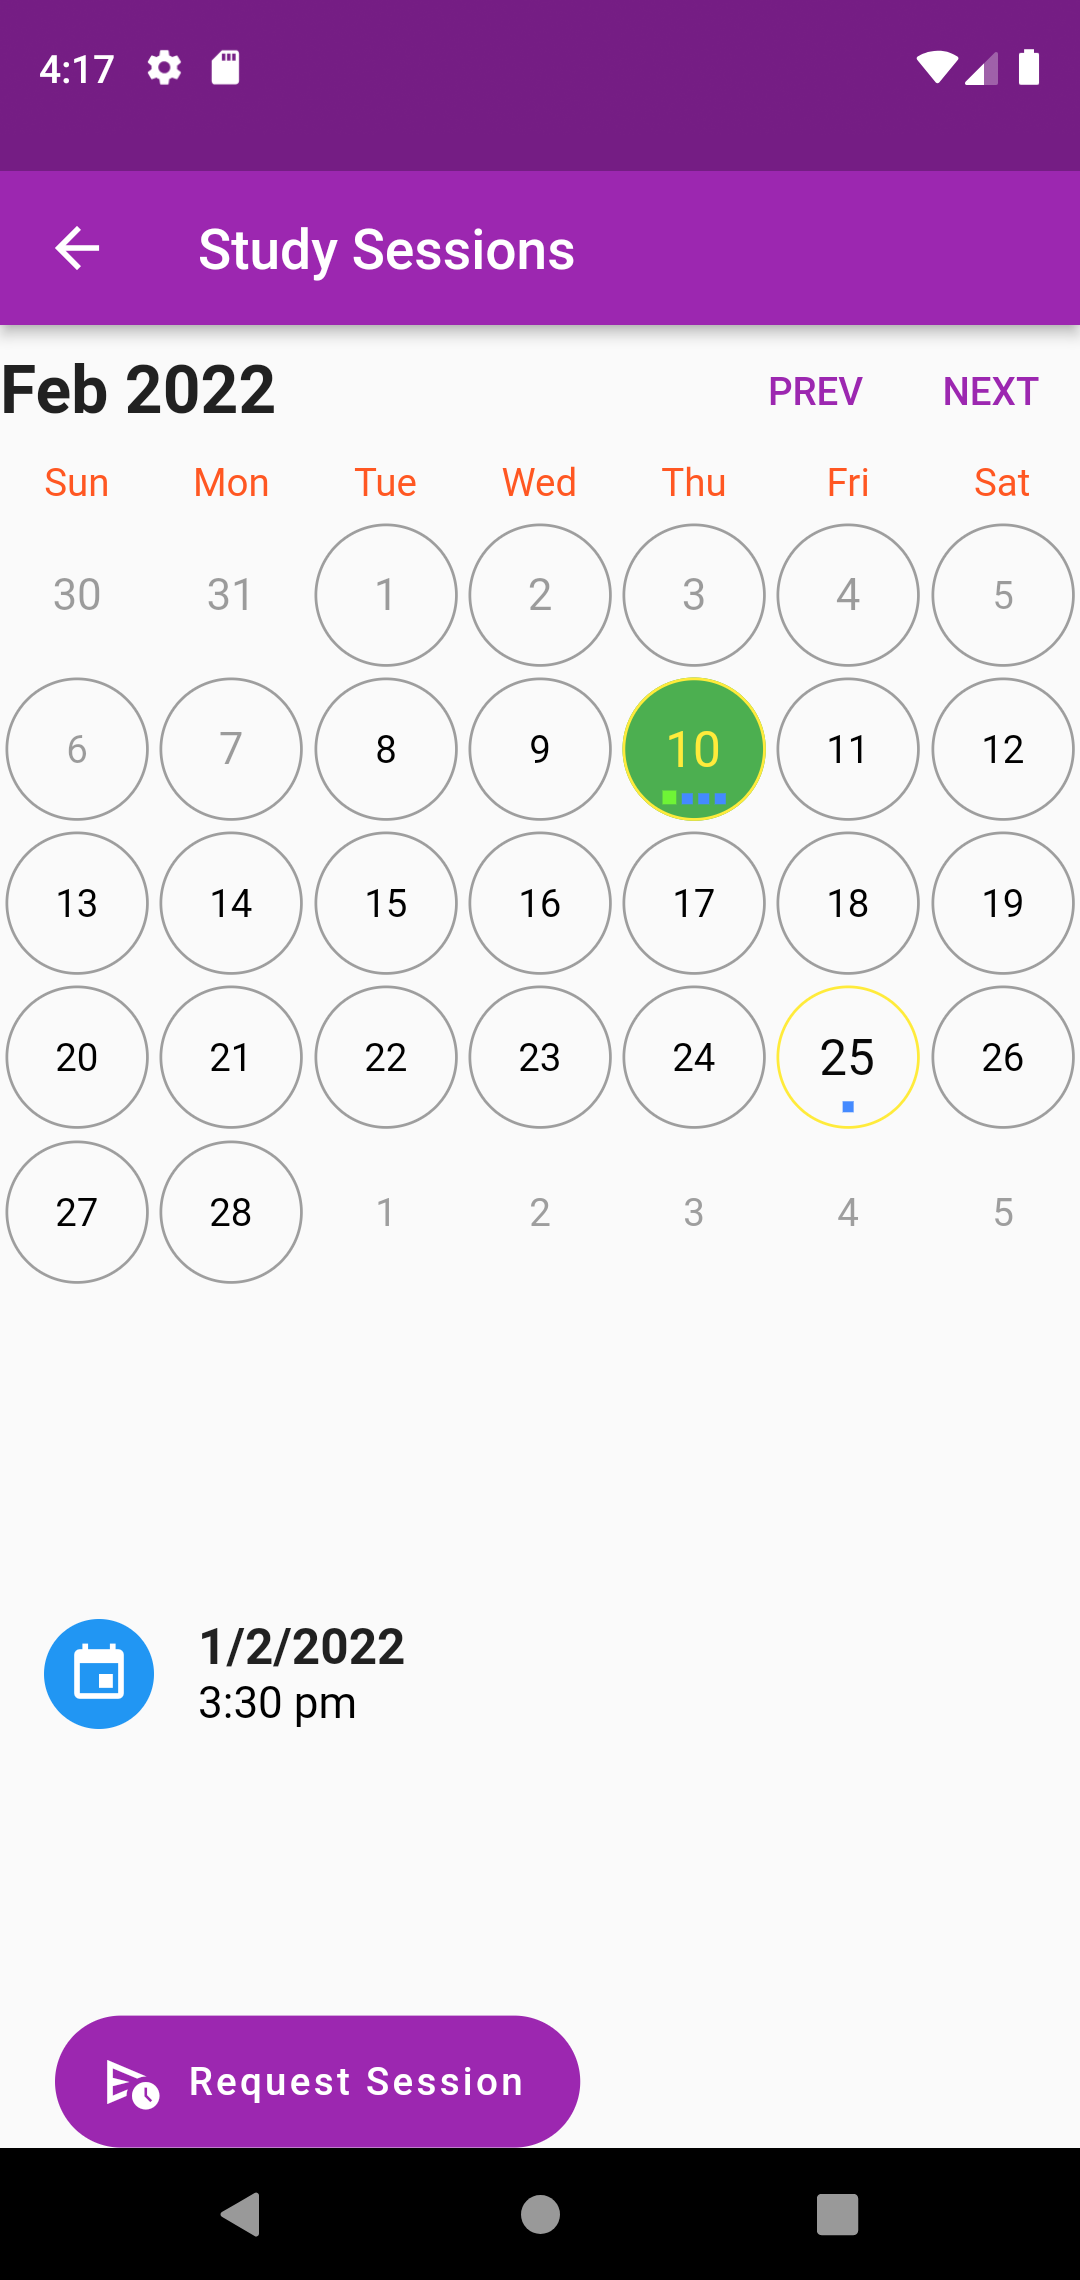 4:17
Study Sessions
Feb 2022 PREV NEXT
Sun Mon Tue Wed Thu Fri Sat
30 31 1 2 3 4 5
6 7 8 9 10 11 12
13 14 15 16 17 18 19
20 21 22 23 24 25 26
27 28 1 2 3 4 5
1/2/2022
3:30 pm
Request Session